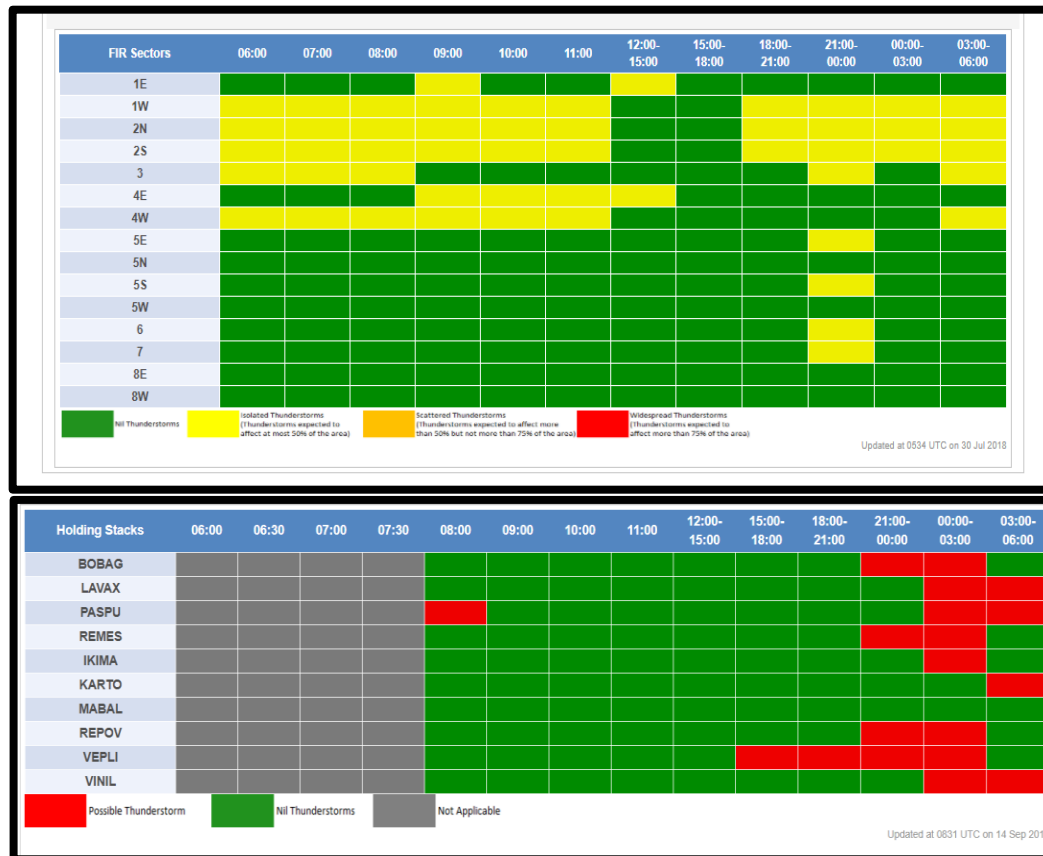 FIR Sectors 06:00 07:00 08:00 09:00 10:00 11:00 12:00-15:00 15:00-18:00 18:00-21:00 21:00-00:00 00:00-03:00 03:00-06:00
1E
1W
2N
2S
3
4E
4W
5E
5N
5S
5W
6
7
8E
8W
Nil Thunderstorms
Isolated Thunderstorms
(Thunderstorms expected to
affect at most 50% of the area)
Scattered Thunderstorms
(Thunderstorms expected to affect more
than 50% but not more than 75% of the area)
Widespread Thunderstorms
(Thunderstorms expected to
affect more than 75% of the area)
Updated at 0534 UTC on 30 Jul 2018
Holding Stacks 06:00 06:30 07:00 07:30 08:00 09:00 10:00 11:00 12:00-15:00 15:00-18:00 18:00-21:00 21:00-00:00 00:00-03:00 03:00-06:00
BOBAG
LAVAX
PASPU
REMES
IKIMA
KARTO
MABAL
REPOV
VEPLI
VINIL
Possible Thunderstorm
Nil Thunderstorms
Not Applicable
Updated at 0831 UTC on 14 Sep 201